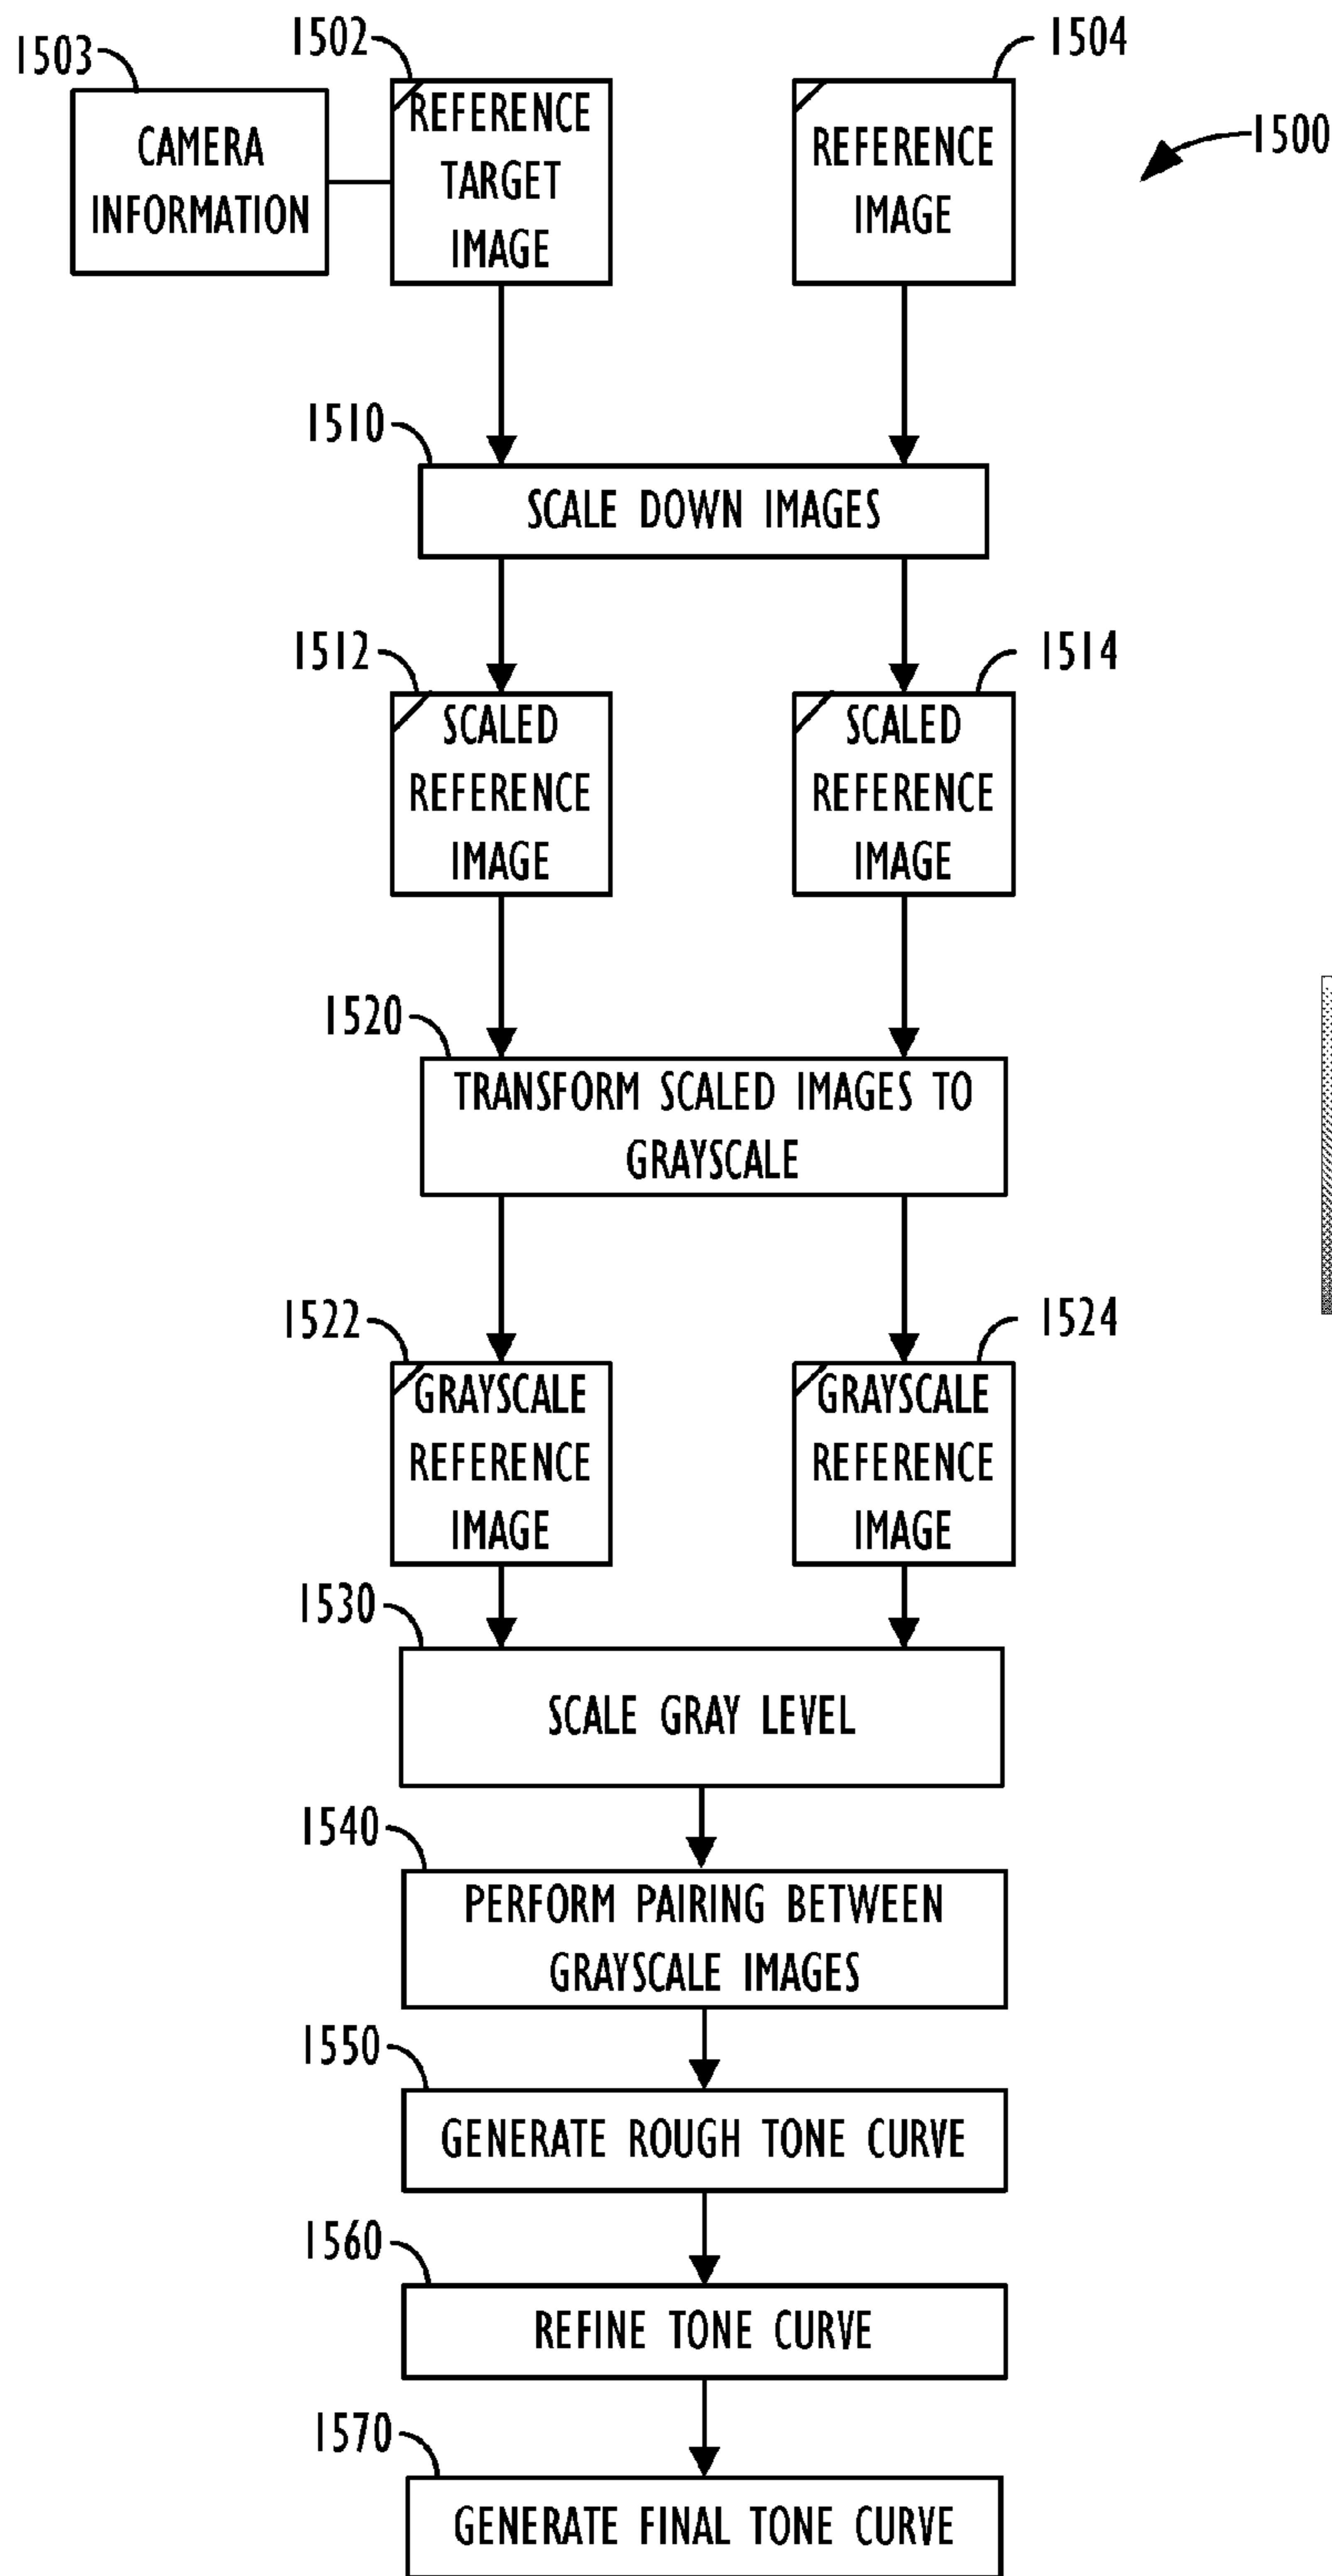 1502
1504
1503
1500
CAMERA
INFORMATION
REFERENCE
TARGET
IMAGE
REFERENCE
IMAGE
1510
SCALE DOWN IMAGES
1512
1514
SCALED
REFERENCE
IMAGE
SCALED
REFERENCE
IMAGE
1520
TRANSFORM SCALED IMAGES TO
GRAYSCALE
1522
1524
GRAYSCALE
REFERENCE
IMAGE
GRAYSCALE
REFERENCE
IMAGE
1530
SCALE GRAY LEVEL
1540
PERFORM PAIRING BETWEEN
GRAYSCALE IMAGES
1550
GENERATE ROUGH TONE CURVE
1560
REFINE TONE CURVE
1570
GENERATE FINAL TONE CURVE